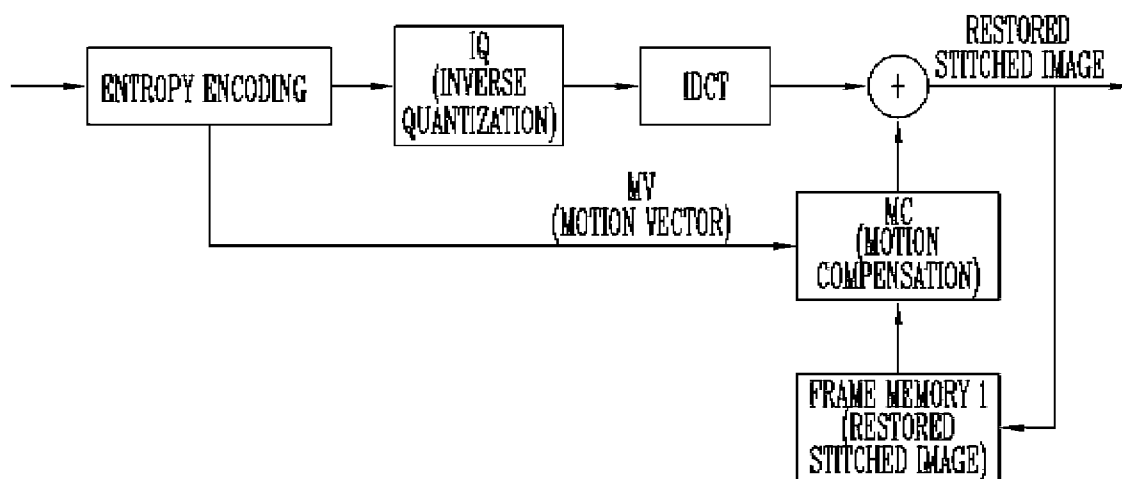 ENTROPY ENCODING
IQ
(INVERSE
QUANTIZATION)
IDCT
+
RESTORED
STITCHED IMAGE
MV
(MOTION VECTOR)
MC
(MOTION
COMPENSATION)
FRAME MEMORY 1
(RESTORED
STITCHED IMAGE)